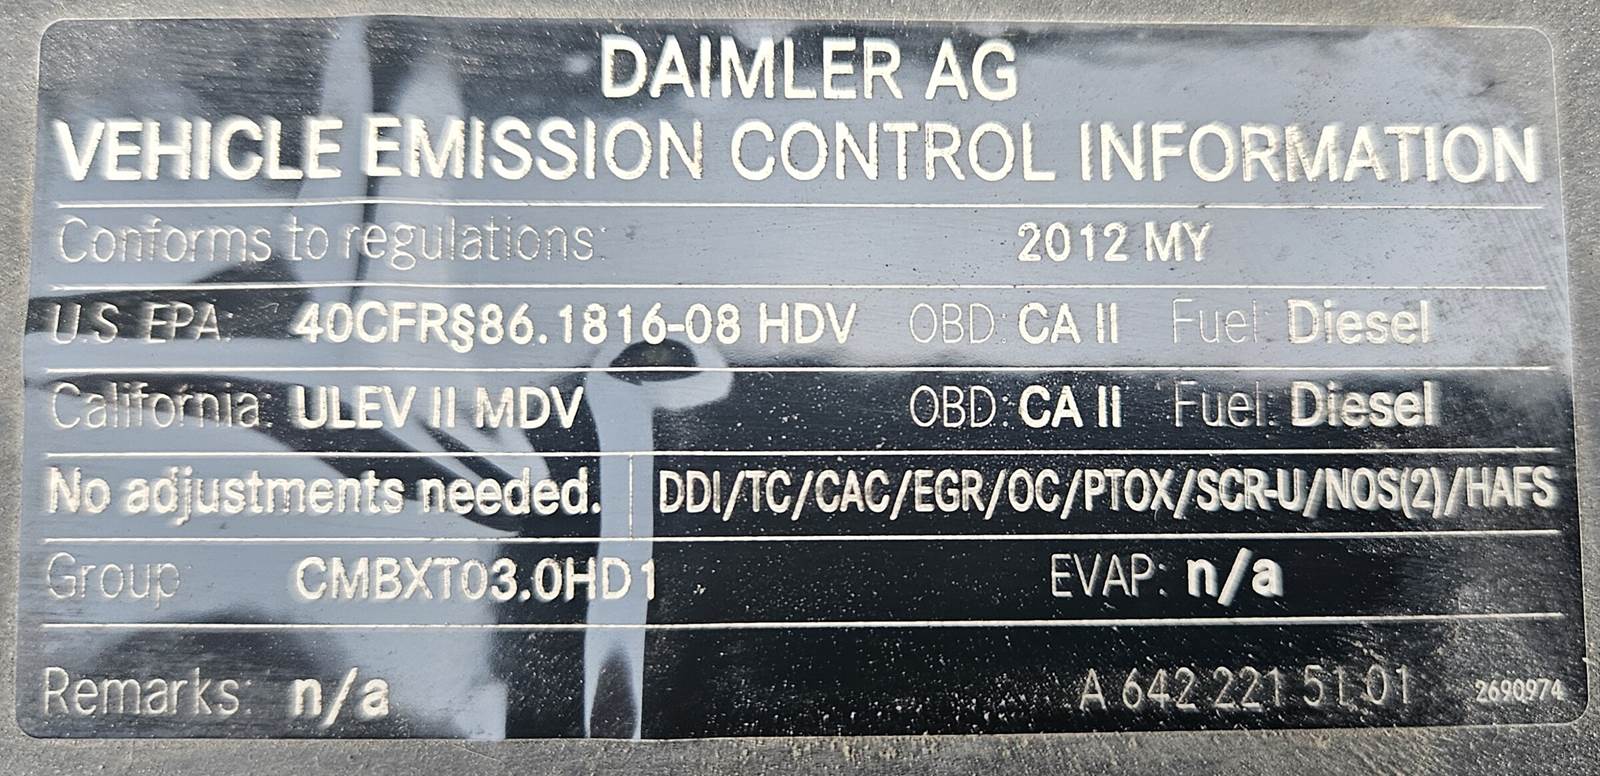 DAIMLER AG
VEHICLE EMISSION CONTROL INFORMATION
Conforms to regulations: 2012 MY
U.S EPA: 40CFR§86.1816-08 HDV OBD: CA II Fuel: Diesel
California: ULEV II MDV OBD: CA II Fuel: Diesel
No adjustments needed. DDI/TC/CAC/EGR/OC/PTOX/SCR-U/NOS(2)/HAFS
Group CMBXT03.0HD1 EVAP: n/a
Remarks: n/a A 642 221 51 01 2690974